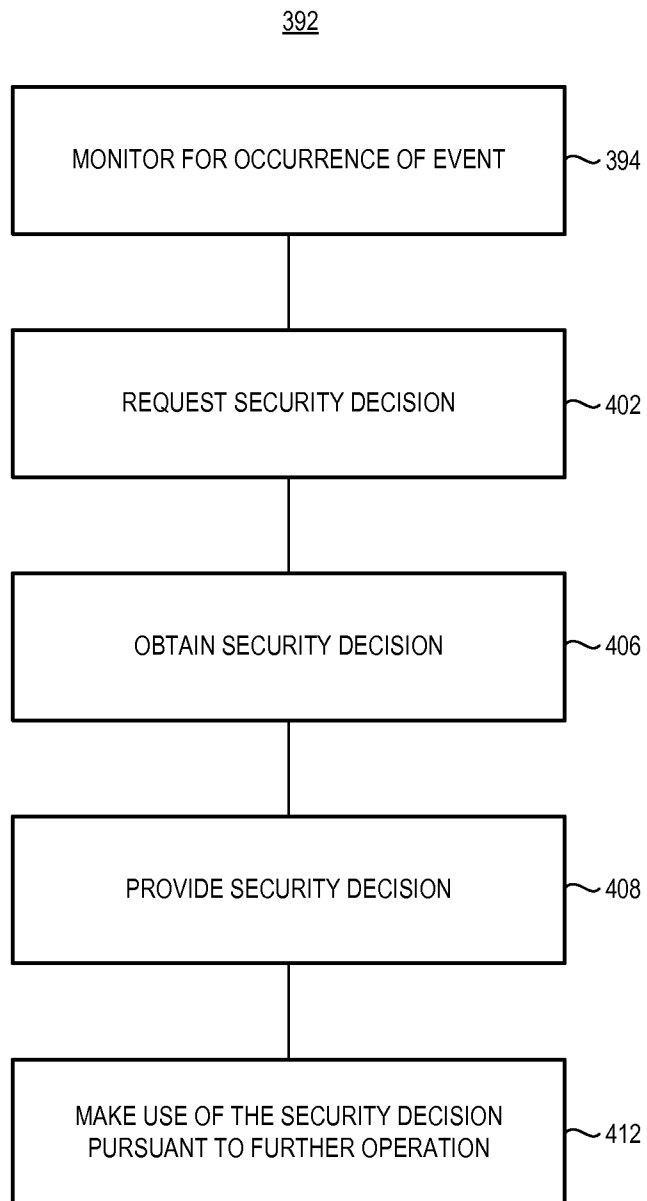 392
MONITOR FOR OCCURRENCE OF EVENT
394
REQUEST SECURITY DECISION
402
OBTAIN SECURITY DECISION
406
PROVIDE SECURITY DECISION
408
MAKE USE OF THE SECURITY DECISION
PURSUANT TO FURTHER OPERATION
412